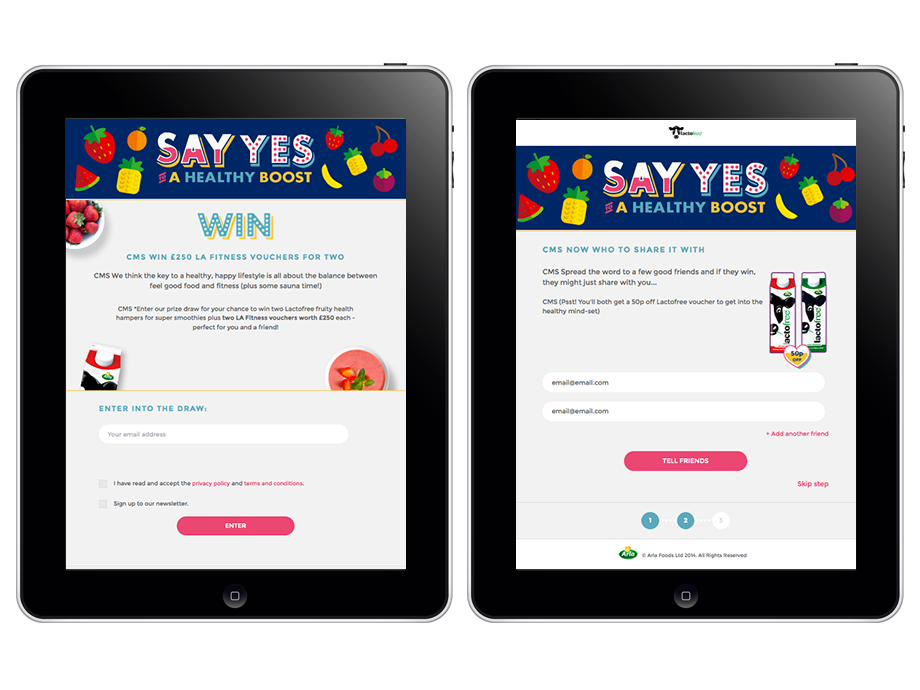 SAY YES
TO A HEALTHY BOOST
WIN
CMS WIN £250 LA FITNESS VOUCHERS FOR TWO
CMS We think the key to a healthy, happy lifestyle is all about the balance between
feel good food and fitness (plus some sauna time!)
CMS *Enter our prize draw for your chance to win two Lactofree fruity health
hampers for super smoothies plus two LA Fitness vouchers worth £250 each -
perfect for you and a friend!
ENTER INTO THE DRAW:
Your email address
I have read and accept the privacy policy and terms and conditions.
Sign up to our newsletter.
ENTER
lactofree
SAY YES
TO A HEALTHY BOOST
CMS NOW WHO TO SHARE IT WITH
CMS Spread the word to a few good friends and if they win,
they might just share with you...
CMS (Psst! You'll both get a 50p off Lactofree voucher to get into the
healthy mind-set)
lactofree
lactofree
50p
OFF
email@email.com
email@email.com
+ Add another friend
TELL FRIENDS
Skip step
1 2 3
Arla © Arla Foods Ltd 2014. All Rights Reserved